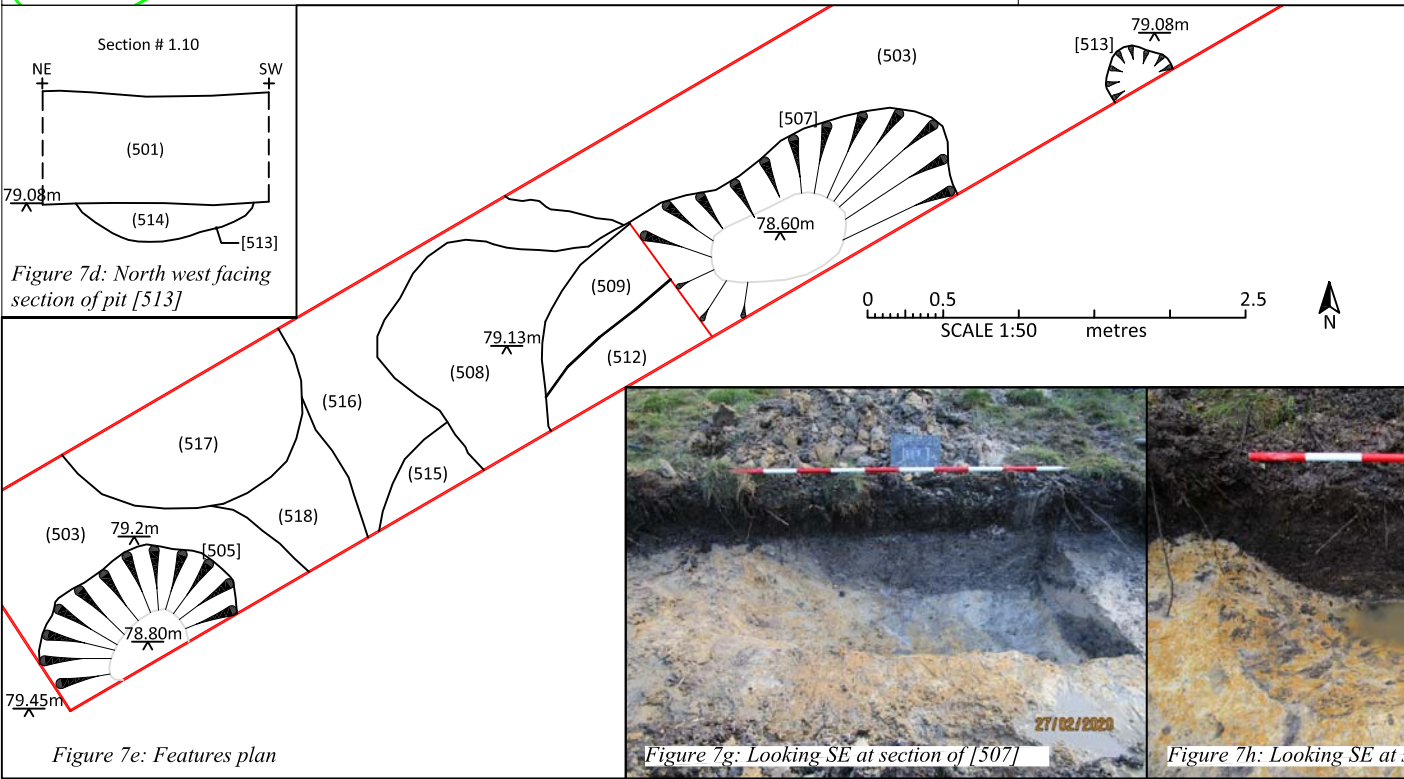 Section # 1.10
NE
SW
(501)
79.08m
(514)
[513]
Figure 7d: North west facing
section of pit [513]
(503)
79.08m
[513]
[507]
78.60m
(509)
79.13m
(512)
(508)
0 0.5 2.5
SCALE 1:50 metres
N
(516)
(517)
(515)
(518)
(503)
79.2m
[505]
78.80m
79.45m
Figure 7e: Features plan
27/02/2020
Figure 7g: Looking SE at section of [507]
Figure 7h: Looking SE at